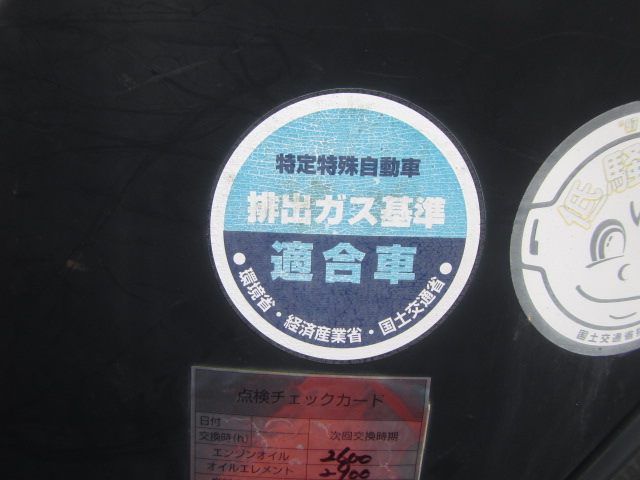 特定特殊自動車
排出ガス基準
適合車
・環境省・経済産業省・国土交通省・
低騒
国土交通省
点検チェックカード
日付
交換時(h) 次回交換時期
エンジンオイル 2600
オイルエレメント 2900